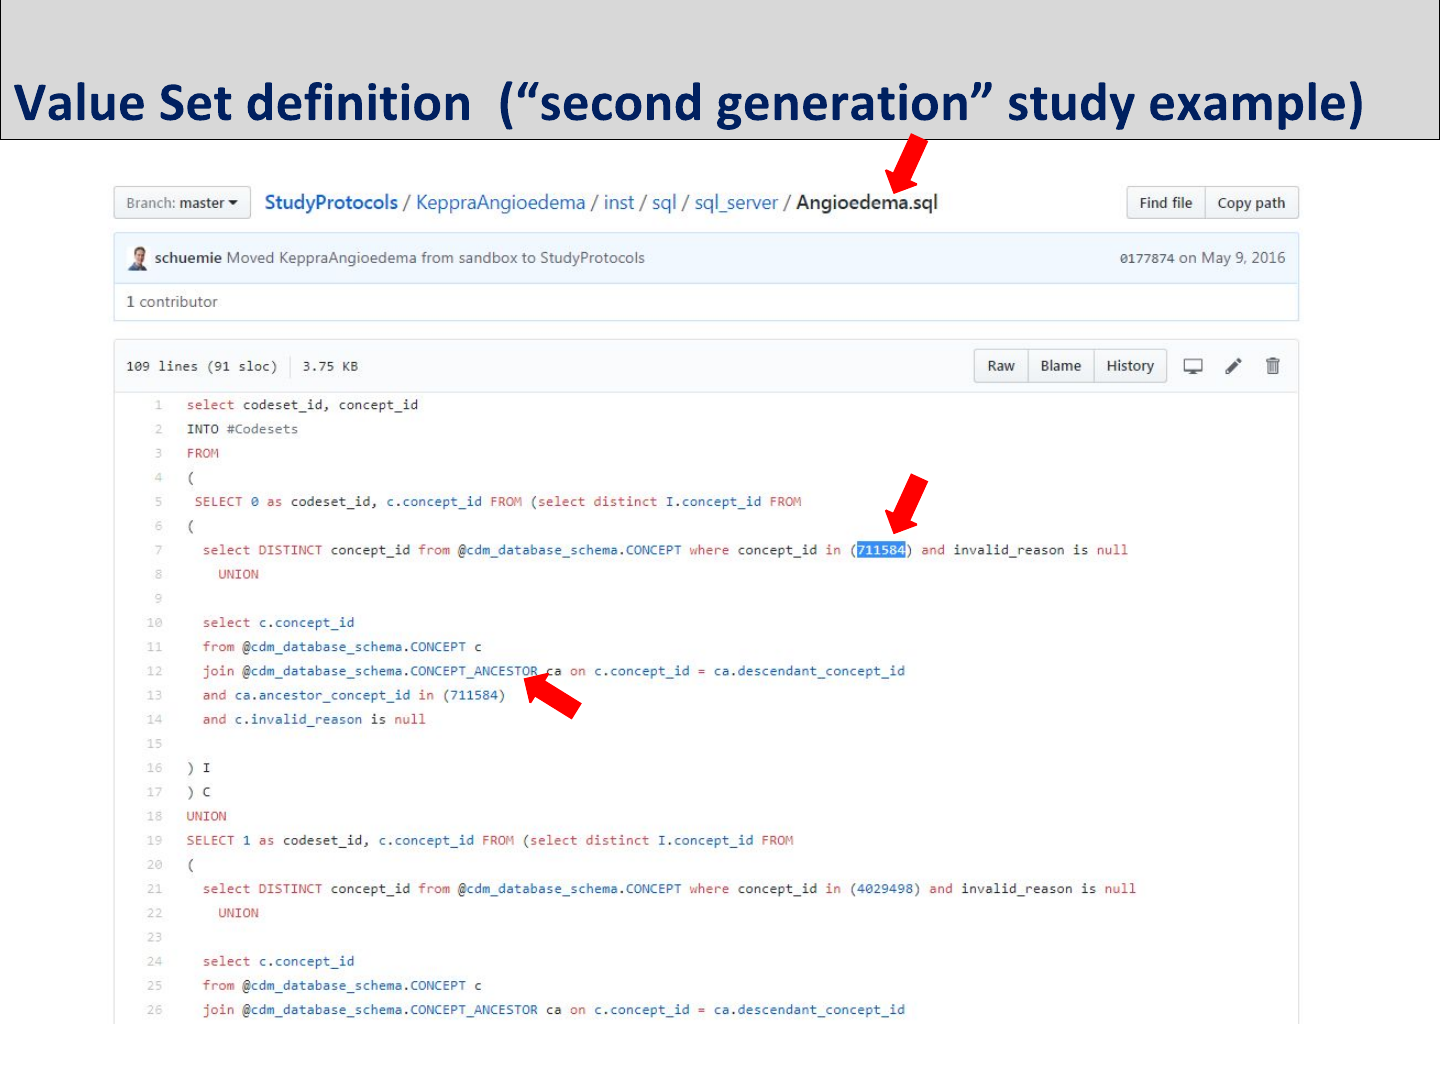 Value Set definition  (“second generation” study example)
Branch: master
StudyProtocols / KeppraAngioedema / inst / sql / sql_server / Angioedema.sql
Find file Copy path
schuemie Moved KeppraAngioedema from sandbox to StudyProtocols
0177874 on May 9, 2016
1 contributor
109 lines (91 sloc) 3.75 KB
Raw Blame History
1 select codeset_id, concept_id
2 INTO #Codesets
3 FROM
4 (
5 SELECT 0 as codeset_id, c.concept_id FROM (select distinct I.concept_id FROM
6 (
7 select DISTINCT concept_id from @cdm_database_schema.CONCEPT where concept_id in (711584) and invalid_reason is null
8 UNION
9
10 select c.concept_id
11 from @cdm_database_schema.CONCEPT c
12 join @cdm_database_schema.CONCEPT_ANCESTOR ca on c.concept_id = ca.descendant_concept_id
13 and ca.ancestor_concept_id in (711584)
14 and c.invalid_reason is null
15
16 ) I
17 ) C
18 UNION
19 SELECT 1 as codeset_id, c.concept_id FROM (select distinct I.concept_id FROM
20 (
21 select DISTINCT concept_id from @cdm_database_schema.CONCEPT where concept_id in (4029498) and invalid_reason is null
22 UNION
23
24 select c.concept_id
25 from @cdm_database_schema.CONCEPT c
26 join @cdm_database_schema.CONCEPT_ANCESTOR ca on c.concept_id = ca.descendant_concept_id